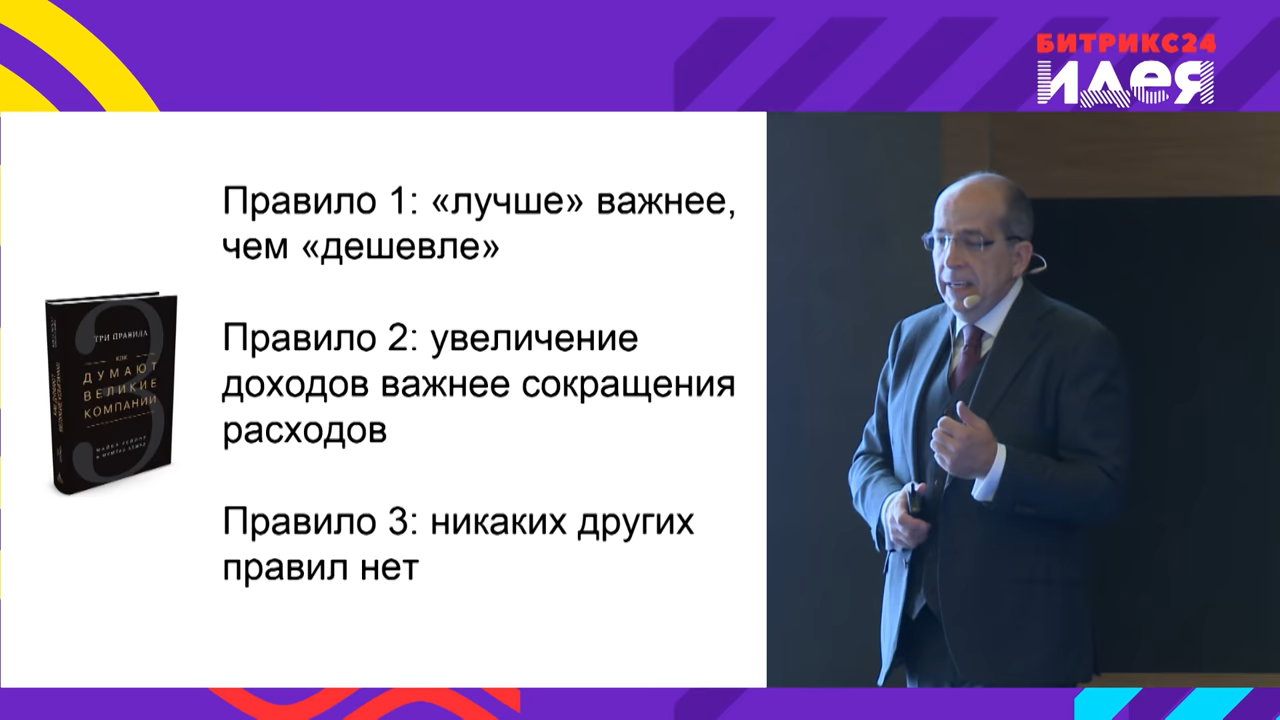 БИТРИКС24
идея
Правило 1: «лучше» важнее,
чем «дешевле»
Правило 2: увеличение
доходов важнее сокращения
расходов
Правило 3: никаких других
правил нет
3
ТРИ ПРАВИЛА
КАК
ДУМАЮТ
ВЕЛИКИЕ
КОМПАНИИ